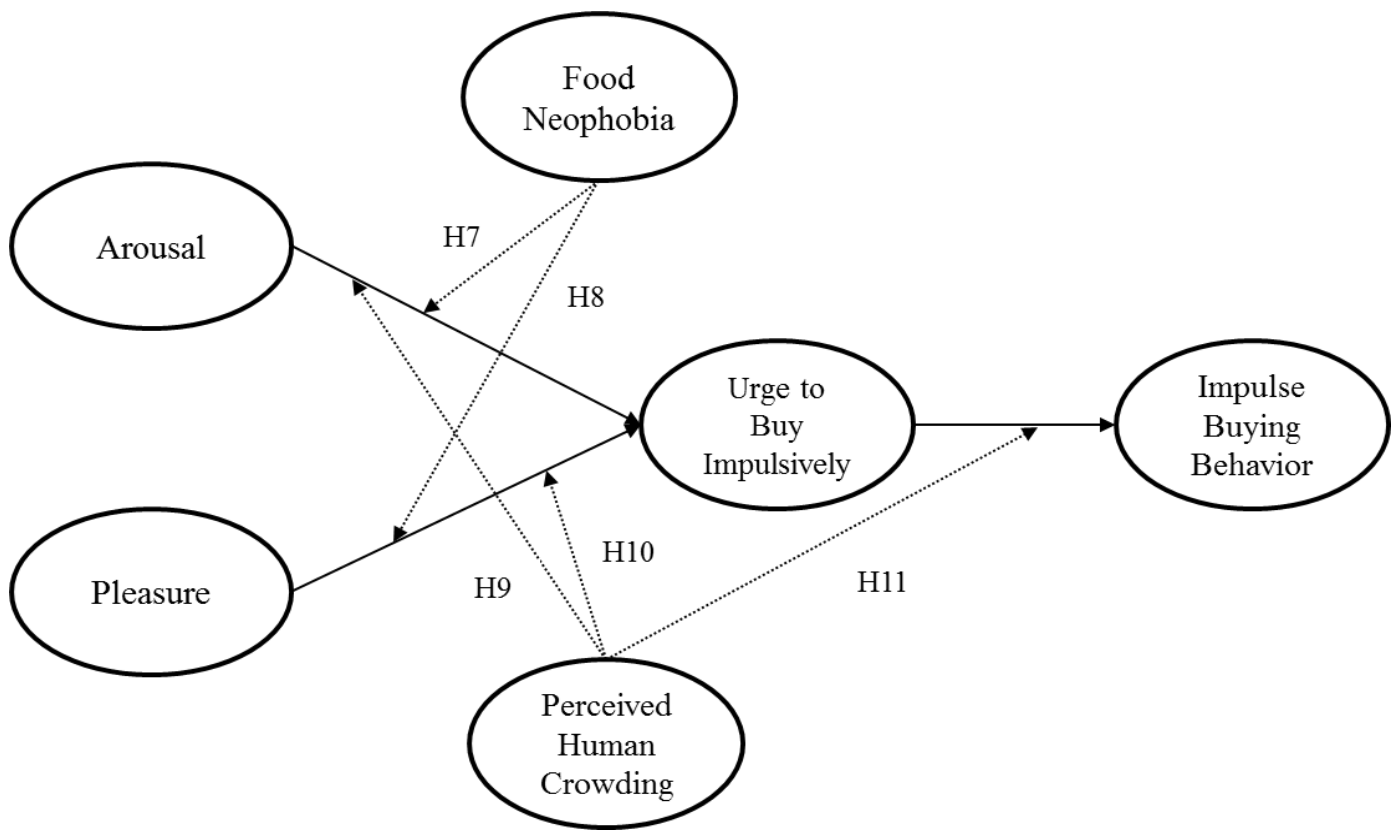 Food
Neophobia
Arousal
H7
H8
Urge to
Buy
Impulsively
Impulse
Buying
Behavior
Pleasure
H9
H10
H11
Perceived
Human
Crowding